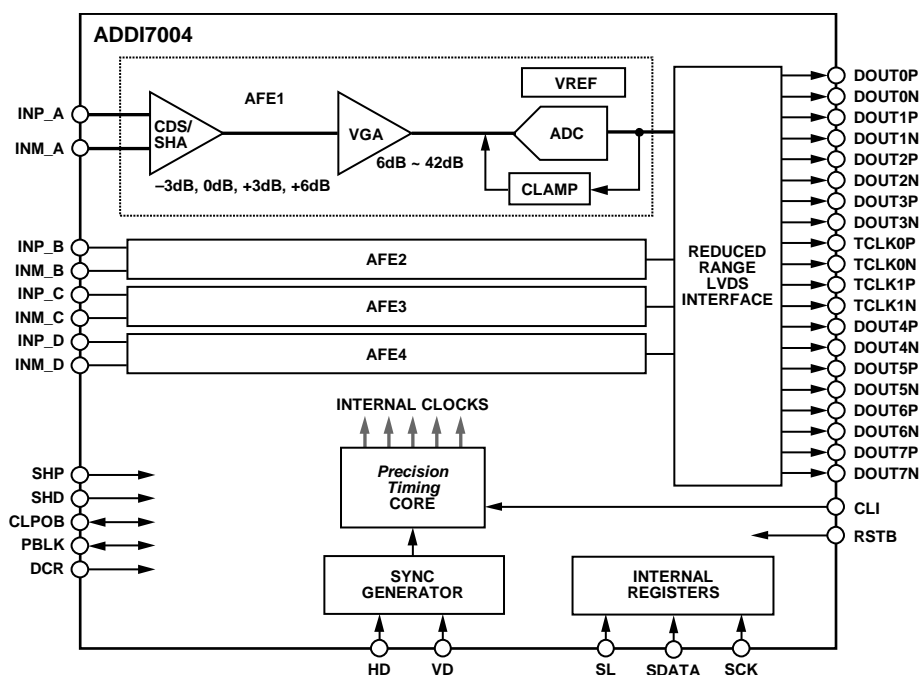 ADDI7004
INP_A
INM_A
CDS/
SHA
AFE1
–3dB, 0dB, +3dB, +6dB
VGA
6dB ~ 42dB
VREF
ADC
CLAMP
INP_B
INM_B
AFE2
INP_C
INM_C
AFE3
INP_D
INM_D
AFE4
REDUCED
RANGE
LVDS
INTERFACE
DOUT0P
DOUT0N
DOUT1P
DOUT1N
DOUT2P
DOUT2N
DOUT3P
DOUT3N
TCLK0P
TCLK0N
TCLK1P
TCLK1N
DOUT4P
DOUT4N
DOUT5P
DOUT5N
DOUT6P
DOUT6N
DOUT7P
DOUT7N
INTERNAL CLOCKS
Precision
Timing
CORE
SHP
SHD
CLPOB
PBLK
DCR
CLI
RSTB
SYNC
GENERATOR
INTERNAL
REGISTERS
HD
VD
SL
SDATA
SCK